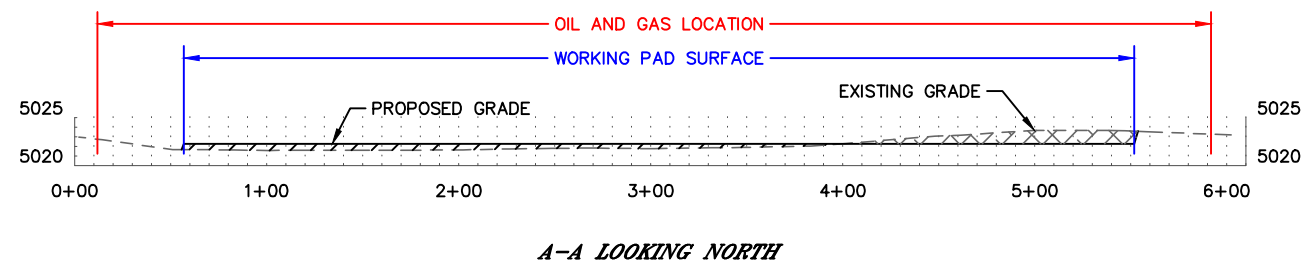 OIL AND GAS LOCATION
WORKING PAD SURFACE
EXISTING GRADE
PROPOSED GRADE
5025 5025
5020 5020
0+00 1+00 2+00 3+00 4+00 5+00 6+00
A-A LOOKING NORTH